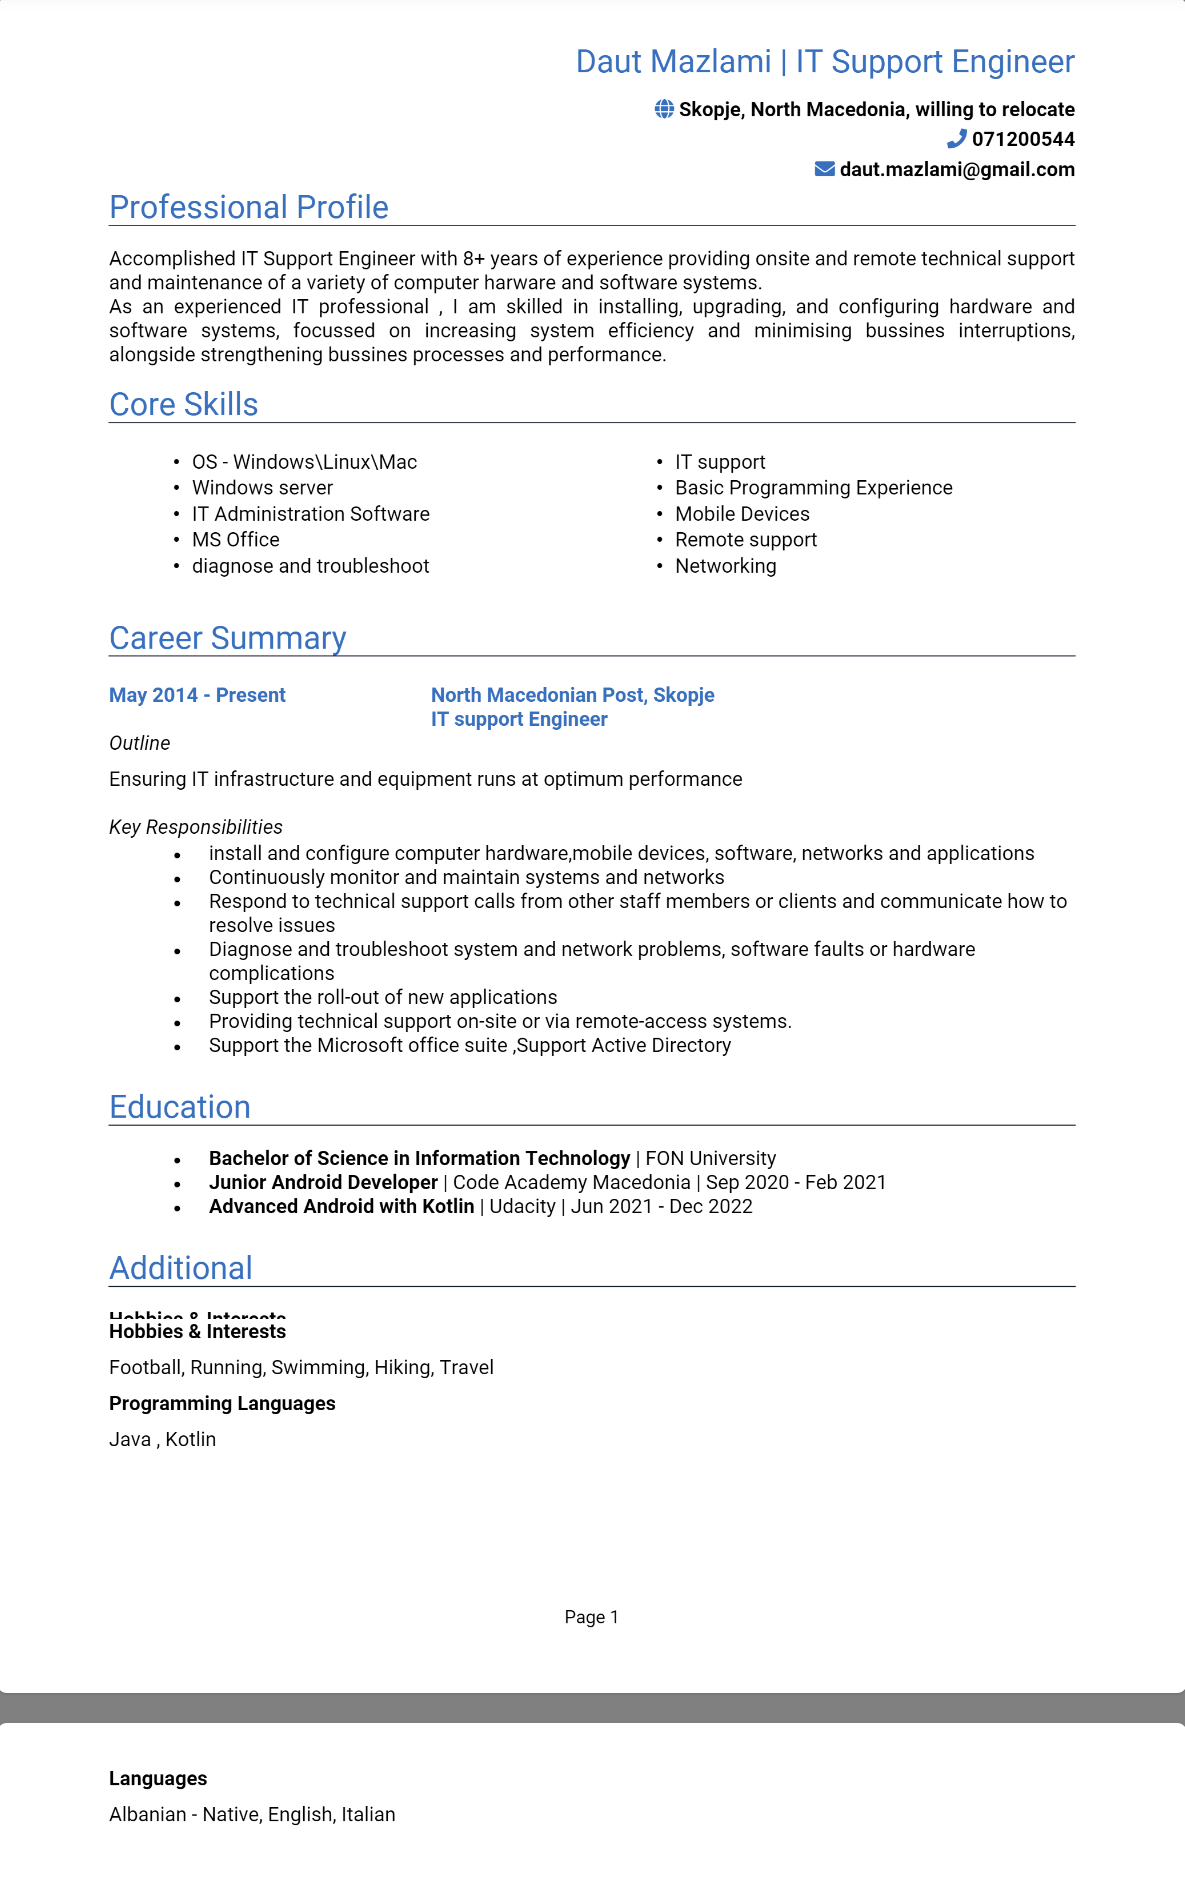 Daut Mazlami | IT Support Engineer
Skopje, North Macedonia, willing to relocate
071200544
daut.mazlami@gmail.com
Professional Profile
Accomplished IT Support Engineer with 8+ years of experience providing onsite and remote technical support
and maintenance of a variety of computer harware and software systems.
As an experienced IT professional , I am skilled in installing, upgrading, and configuring hardware and
software systems, focussed on increasing system efficiency and minimising bussines interruptions,
alongside strengthening bussines processes and performance.
Core Skills
• OS - Windows\Linux\Mac
• Windows server
• IT Administration Software
• MS Office
• diagnose and troubleshoot
• IT support
• Basic Programming Experience
• Mobile Devices
• Remote support
• Networking
Career Summary
May 2014 - Present
North Macedonian Post, Skopje
IT support Engineer
Outline
Ensuring IT infrastructure and equipment runs at optimum performance
Key Responsibilities
• install and configure computer hardware,mobile devices, software, networks and applications
• Continuously monitor and maintain systems and networks
• Respond to technical support calls from other staff members or clients and communicate how to
resolve issues
• Diagnose and troubleshoot system and network problems, software faults or hardware
complications
• Support the roll-out of new applications
• Providing technical support on-site or via remote-access systems.
• Support the Microsoft office suite ,Support Active Directory
Education
• Bachelor of Science in Information Technology | FON University
• Junior Android Developer | Code Academy Macedonia | Sep 2020 - Feb 2021
• Advanced Android with Kotlin | Udacity | Jun 2021 - Dec 2022
Additional
Hobbies & Interests
Hobbies & Interests
Football, Running, Swimming, Hiking, Travel
Programming Languages
Java , Kotlin
Page 1
Languages
Albanian - Native, English, Italian